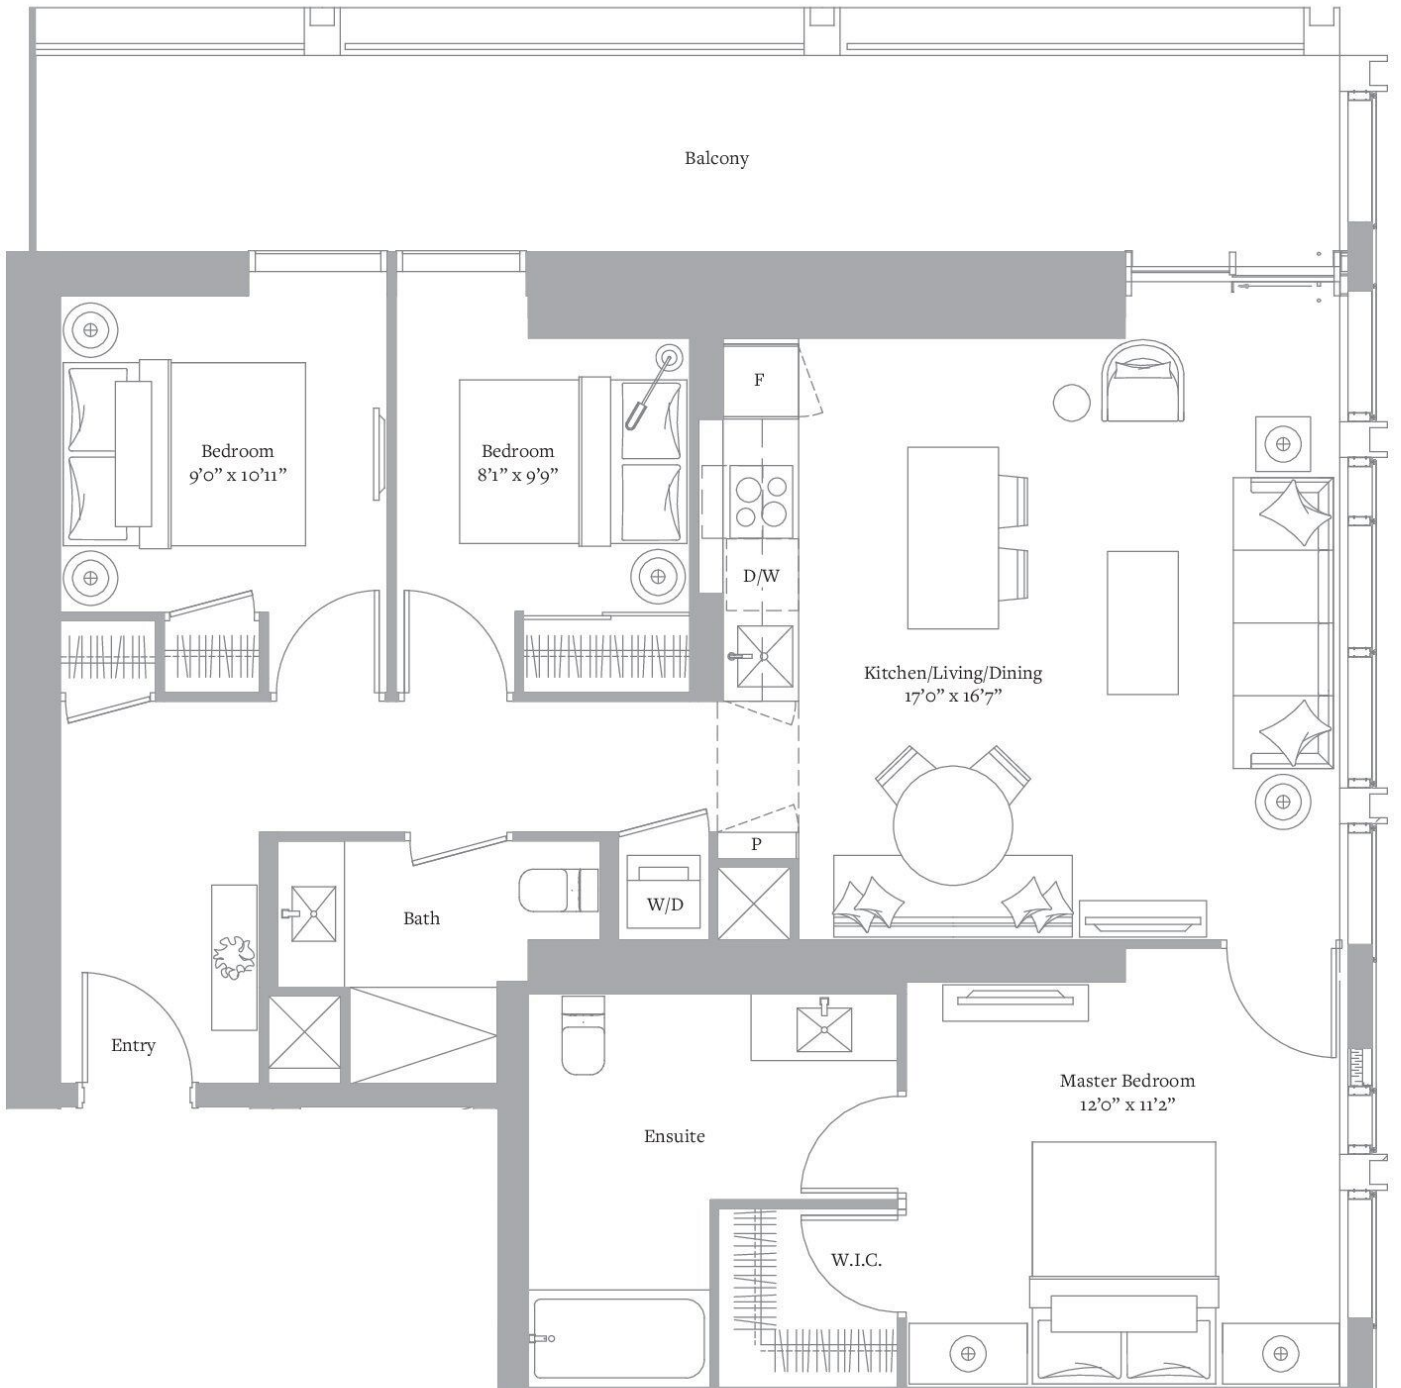 Balcony
Bedroom
9’0” x 10’11”
Bedroom
8’1” x 9’9”
F
D/W
Kitchen/Living/Dining
17’0” x 16’7”
P
W/D
Bath
Entry
Ensuite
Master Bedroom
12’0” x 11’2”
W.I.C.